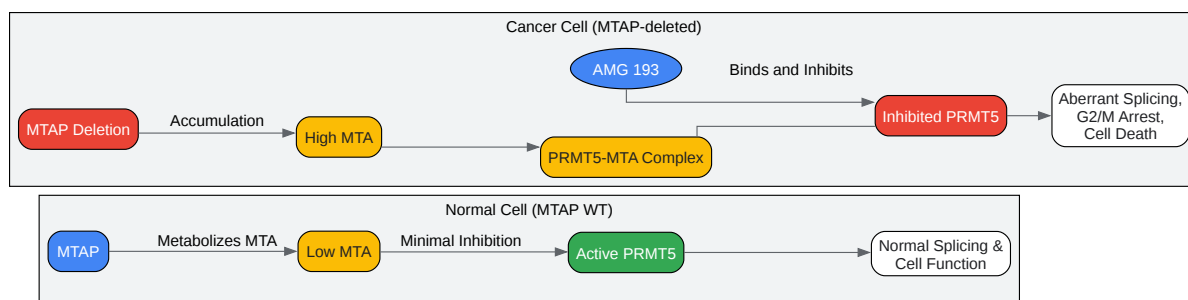 Cancer Cell (MTAP-deleted)
AMG 193
Binds and Inhibits
MTAP Deletion
Accumulation
High MTA
PRMT5-MTA Complex
Inhibited PRMT5
Aberrant Splicing,
G2/M Arrest,
Cell Death
Normal Cell (MTAP WT)
MTAP
Metabolizes MTA
Low MTA
Minimal Inhibition
Active PRMT5
Normal Splicing &
Cell Function